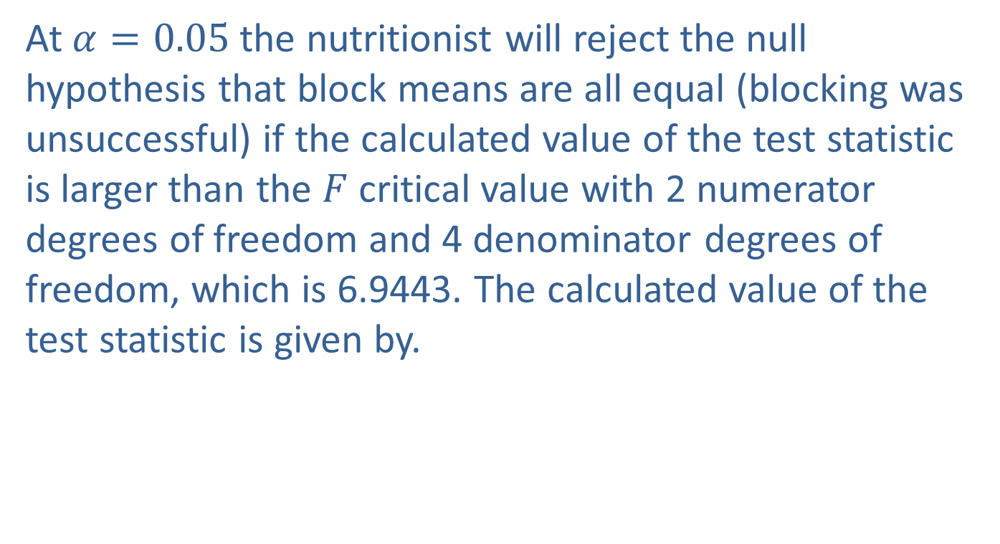 At α = 0.05 the nutritionist will reject the null
hypothesis that block means are all equal (blocking was
unsuccessful) if the calculated value of the test statistic
is larger than the F critical value with 2 numerator
degrees of freedom and 4 denominator degrees of
freedom, which is 6.9443. The calculated value of the
test statistic is given by.